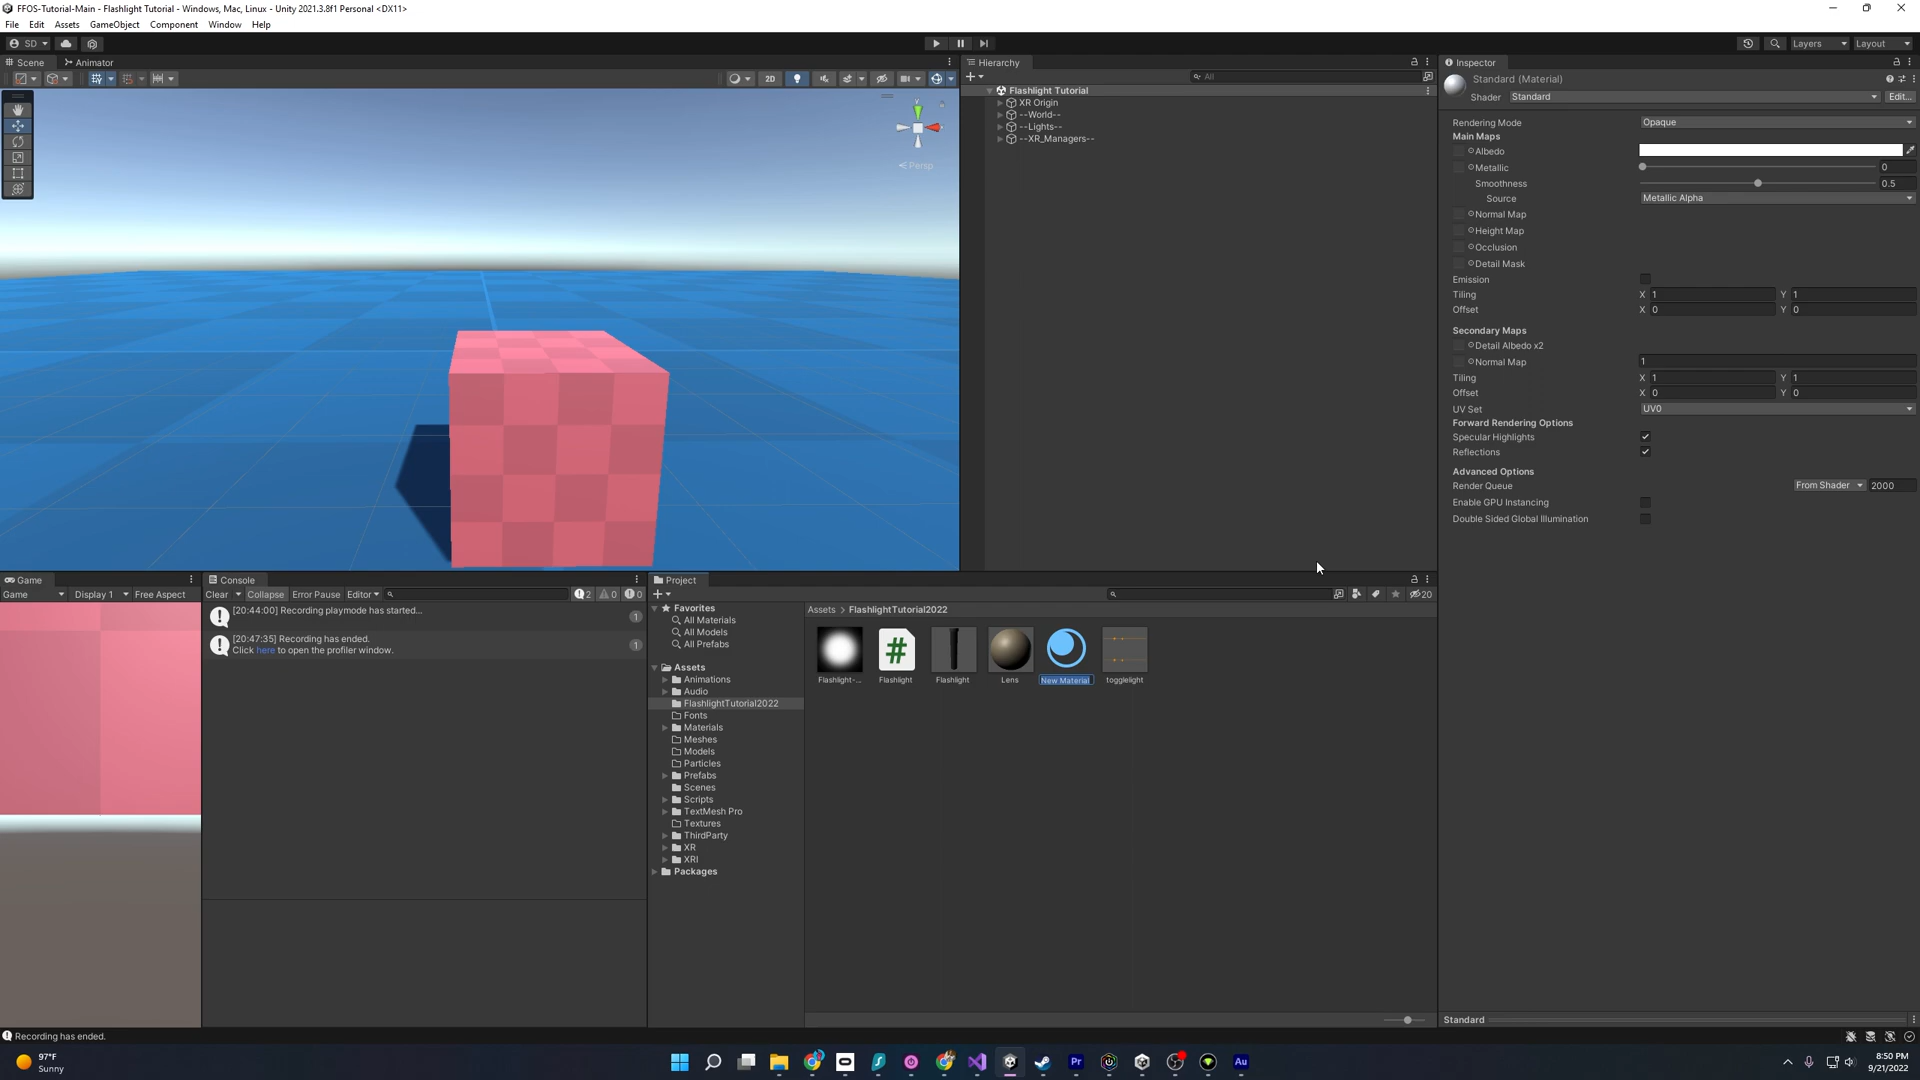 FFOS-Tutorial-Main - Flashlight Tutorial - Windows, Mac, Linux - Unity 2021.3.8f1 Personal <DX11>
File Edit Assets GameObject Component Window Help
SD
Layers Layout
Scene Animator
2D
Persp
Hierarchy
All
Flashlight Tutorial
XR Origin
--World--
--Lights--
--XR_Managers--
Inspector
Standard (Material)
Shader Standard Edit...
Rendering Mode Opaque
Main Maps
Albedo
Metallic 0
Smoothness 0.5
Source Metallic Alpha
Normal Map
Height Map
Occlusion
Detail Mask
Emission
Tiling X 1 Y 1
Offset X 0 Y 0
Secondary Maps
Detail Albedo x2
Normal Map 1
Tiling X 1 Y 1
Offset X 0 Y 0
UV Set UV0
Forward Rendering Options
Specular Highlights
Reflections
Advanced Options
Render Queue From Shader 2000
Enable GPU Instancing
Double Sided Global Illumination
Standard
Game
Game Display 1 Free Aspect
Console
Clear Collapse Error Pause Editor 2 0 0
[20:44:00] Recording playmode has started... 1
[20:47:35] Recording has ended. 1
Click here to open the profiler window.
Project
20
Favorites
All Materials
All Models
All Prefabs
Assets
Animations
Audio
FlashlightTutorial2022
Fonts
Materials
Meshes
Models
Particles
Prefabs
Scenes
Scripts
TextMesh Pro
Textures
ThirdParty
XR
XRI
Packages
Assets > FlashlightTutorial2022
#
Flashlight-... Flashlight Flashlight Lens New Material togglelight
Recording has ended.
97°F
Sunny
Pr Au
8:50 PM
9/21/2022